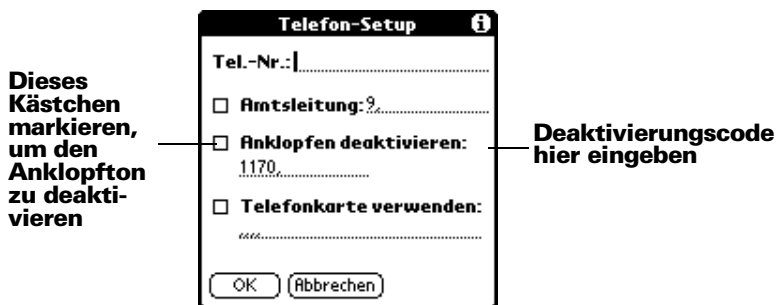 Telefon-Setup i
Tel.-Nr.:
Amtsleitung: 9,
Anklopfen deaktivieren:
1170,
Telefonkarte verwenden:
,,,,
OK Abbrechen
Dieses
Kästchen
markieren,
um den
Anklopfton
zu deakti-
vieren
Deaktivierungscode
hier eingeben